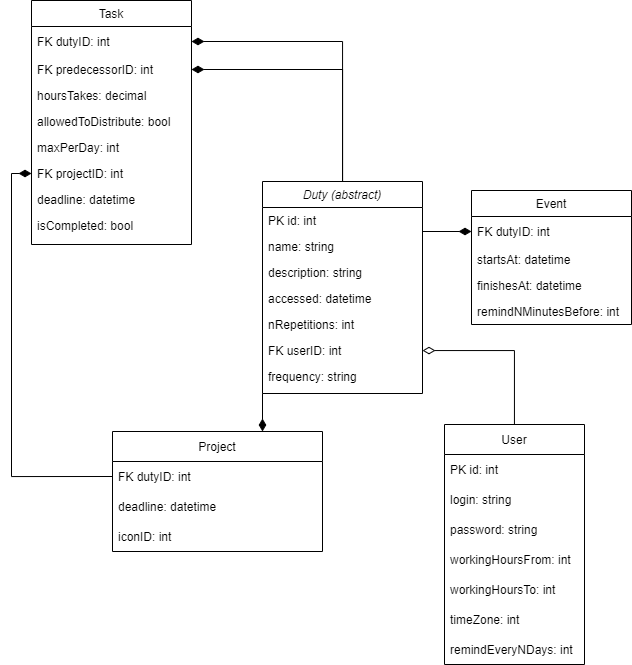 Task
FK dutyID: int
FK predecessorID: int
hoursTakes: decimal
allowedToDistribute: bool
maxPerDay: int
FK projectID: int
deadline: datetime
isCompleted: bool
Duty (abstract)
PK id: int
name: string
description: string
accessed: datetime
nRepetitions: int
FK userID: int
frequency: string
Event
FK dutyID: int
startsAt: datetime
finishesAt: datetime
remindNMinutesBefore: int
Project
FK dutyID: int
deadline: datetime
iconID: int
User
PK id: int
login: string
password: string
workingHoursFrom: int
workingHoursTo: int
timeZone: int
remindEveryNDays: int